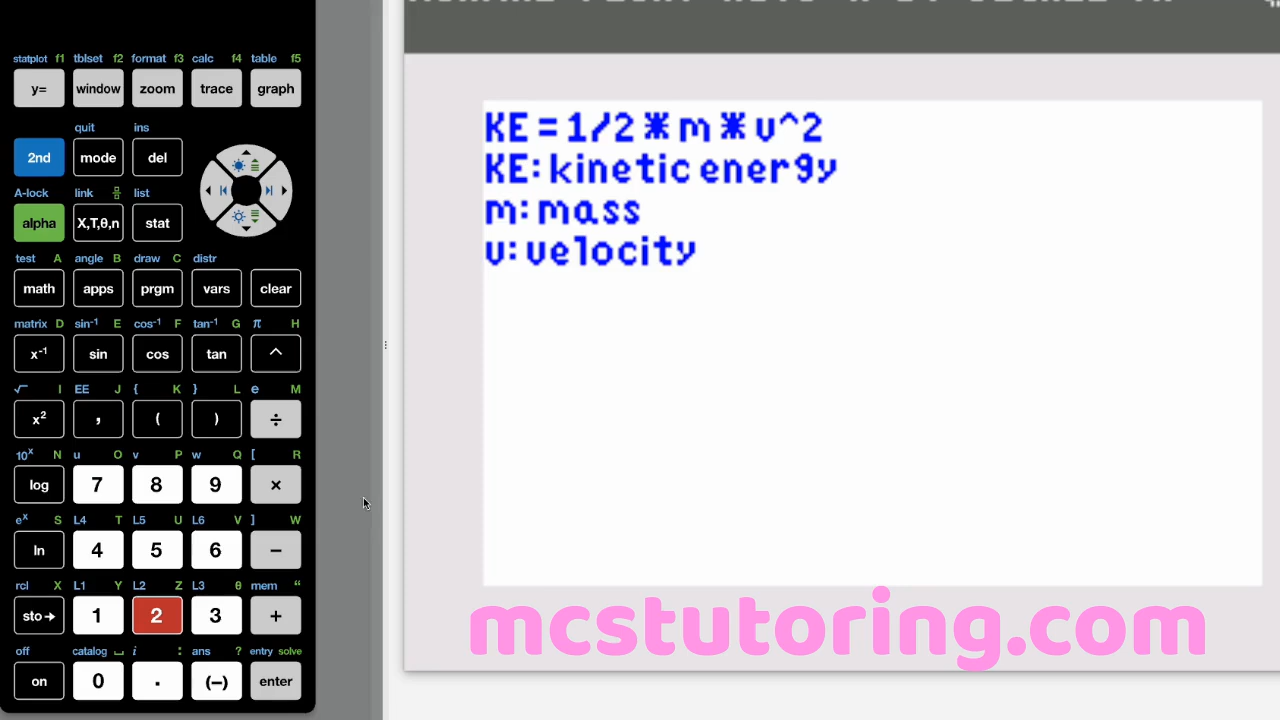 statplot f1 tblset f2 format f3 calc f4 table f5
y= window zoom trace graph
quit ins
2nd mode del
A-lock link list
alpha X,T,θ,n stat
test A angle B draw C distr
math apps prgm vars clear
matrix D sin⁻¹ E cos⁻¹ F tan⁻¹ G π H
x⁻¹ sin cos tan ^
√ I EE J { K } L e M
x² , ( ) ÷
10ˣ N u O v P w Q [ R
log 7 8 9 ×
eˣ S L4 T L5 U L6 V ] W
ln 4 5 6 −
rcl X L1 Y L2 Z L3 θ mem “
sto→ 1 2 3 +
off catalog ⎵ i : ans ? entry solve
on 0 . (−) enter
KE=1/2*m*v^2
KE: kinetic energy
m: mass
v: velocity
mcstutoring.com